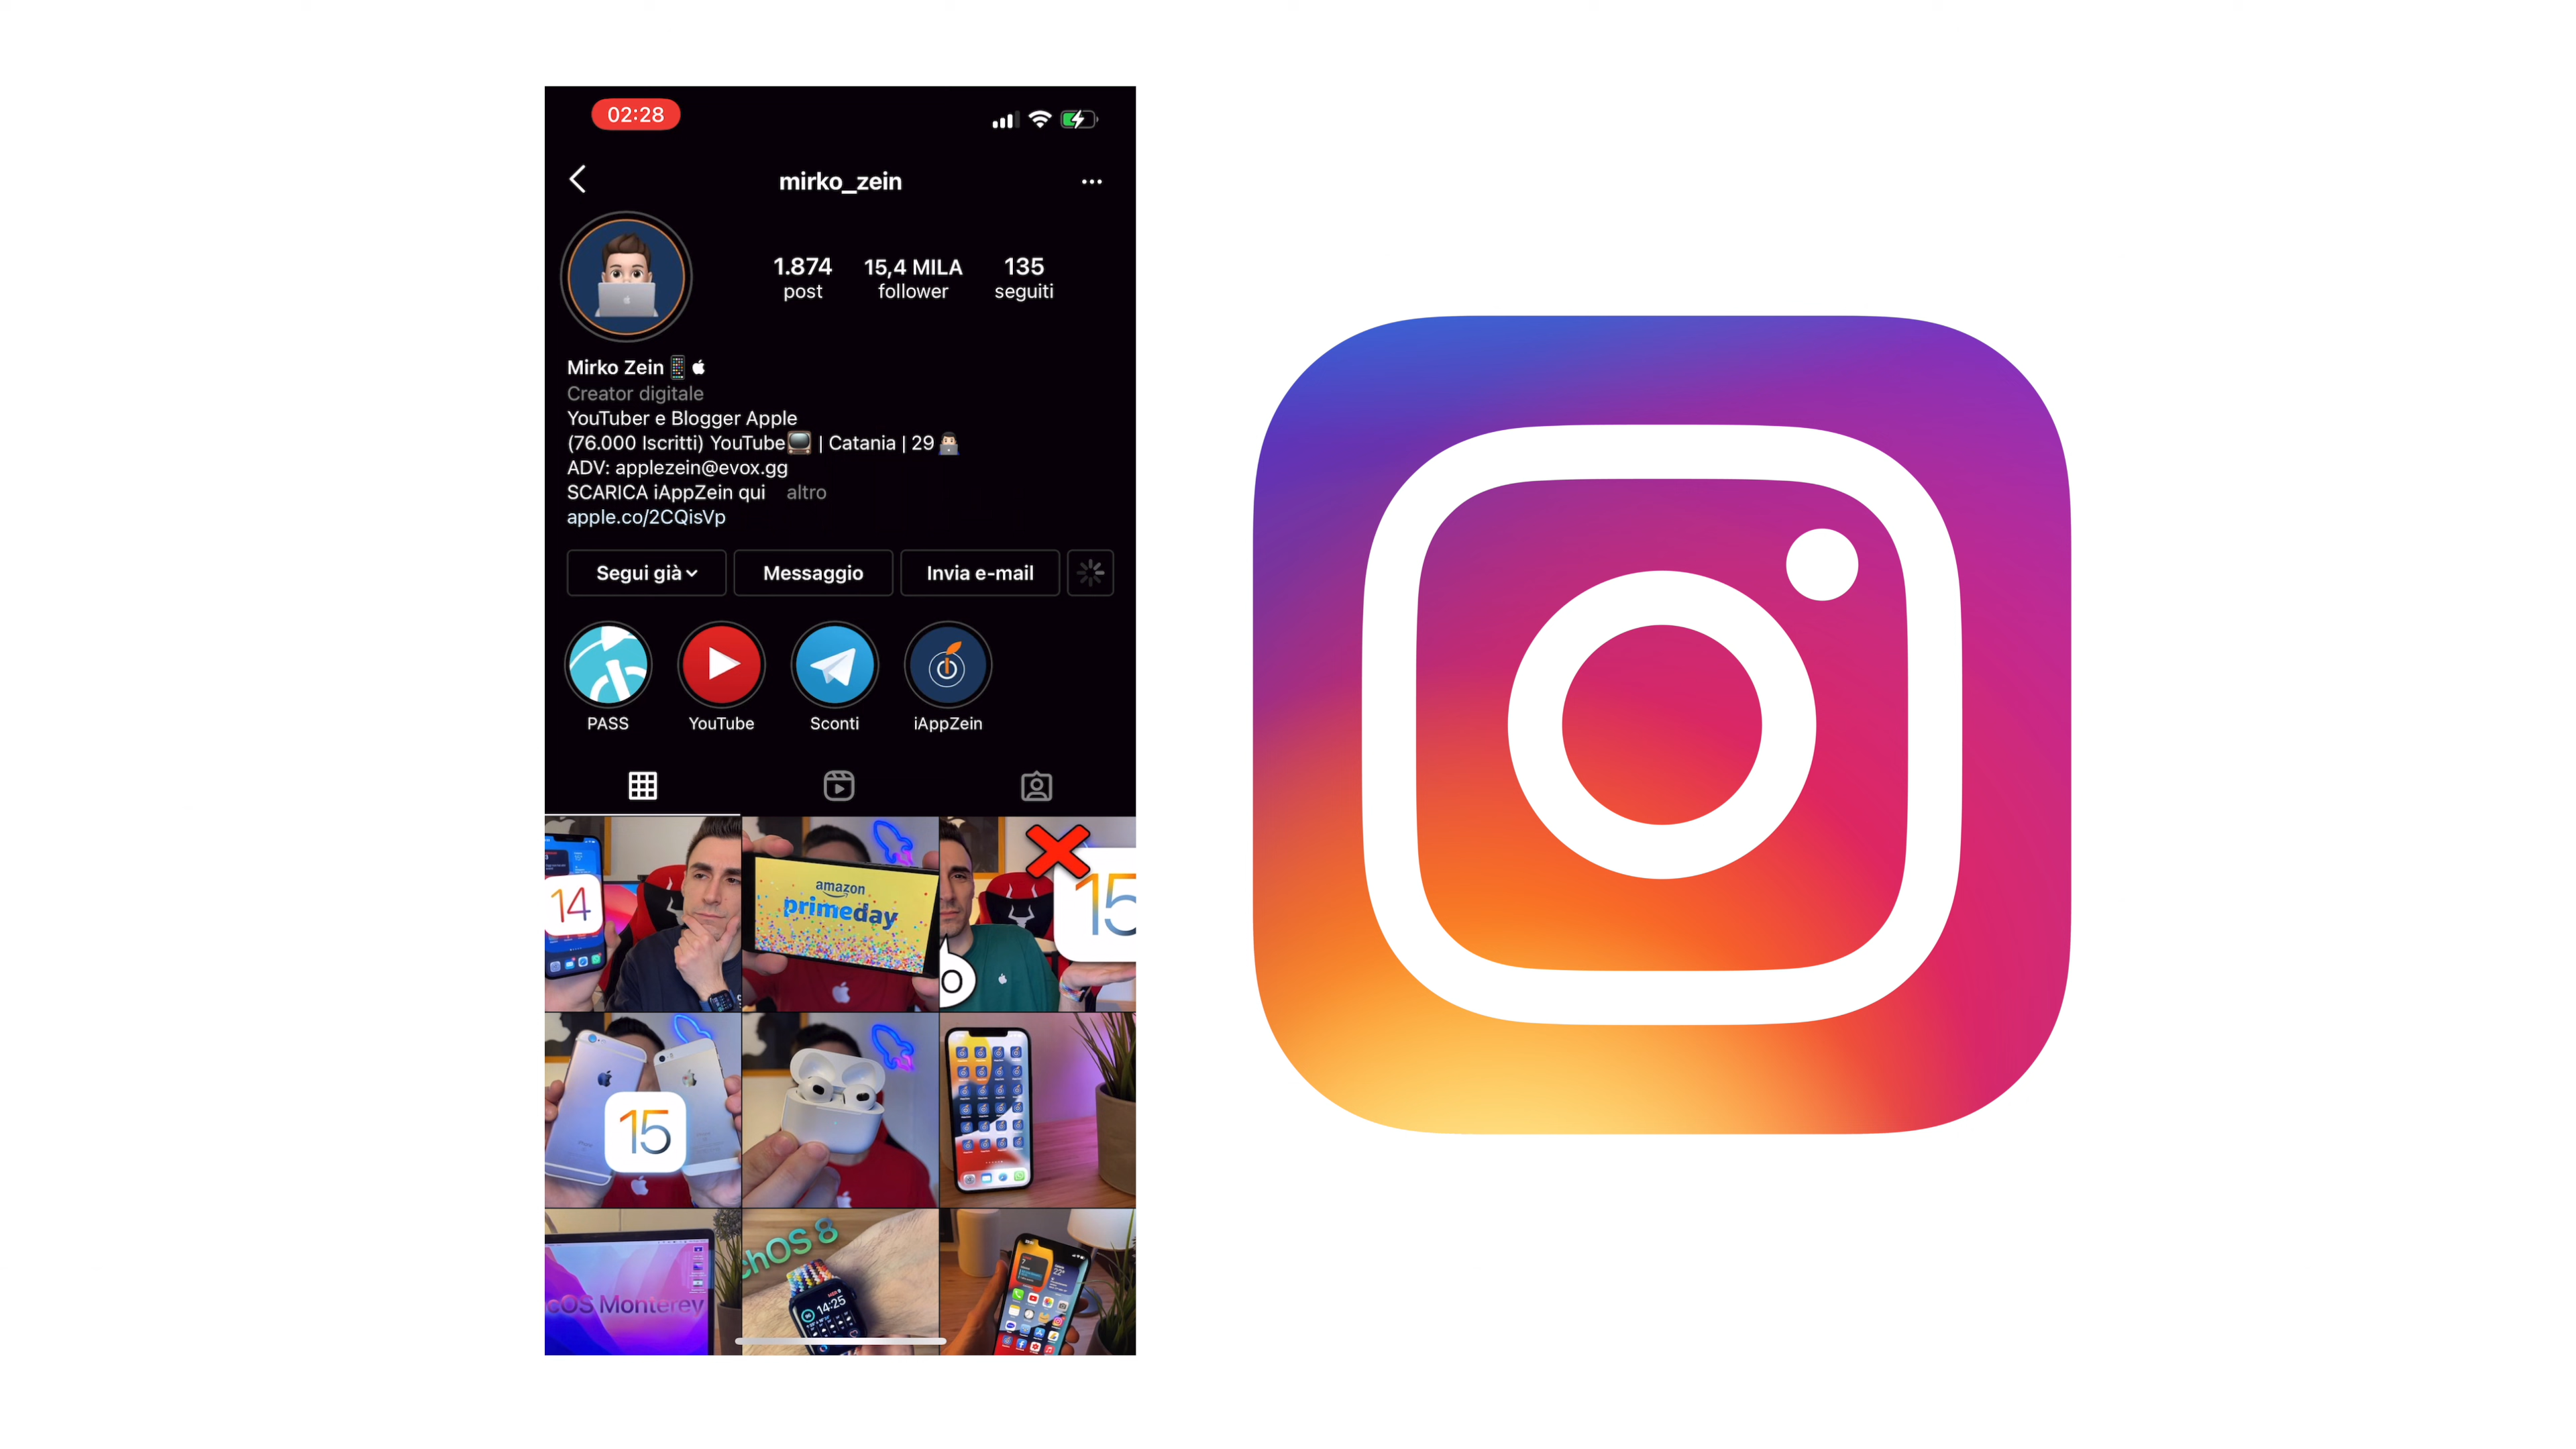 02:28
mirko_zein
1.874 15,4 MILA 135
post follower seguiti
Mirko Zein
Creator digitale
YouTuber e Blogger Apple
(76.000 Iscritti) YouTube | Catania | 29
ADV: applezein@evox.gg
SCARICA iAppZein qui altro
apple.co/2CQisVp
Segui già Messaggio Invia e-mail
PASS YouTube Sconti iAppZein
14
amazon
primeday
15
o
15
cOS Monterey
chOS 8
14:25